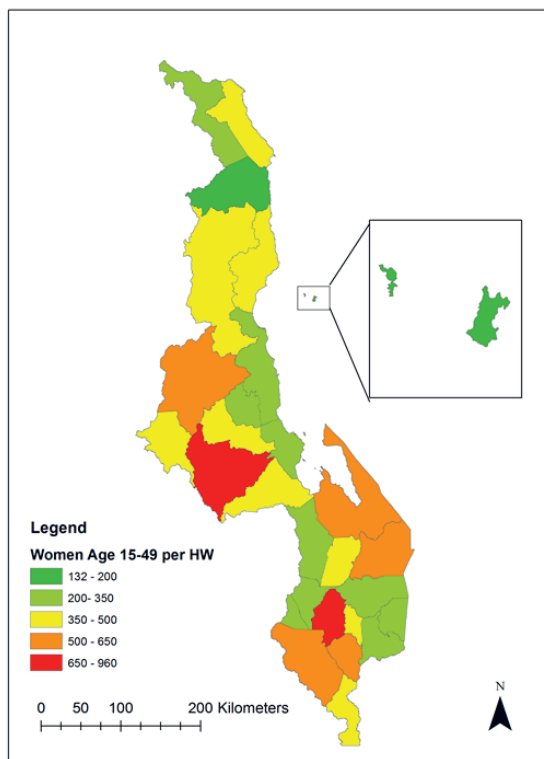 Legend
Women Age 15-49 per HW
132 - 200
200- 350
350 - 500
500 - 650
650 - 960
0 50 100 200 Kilometers
N